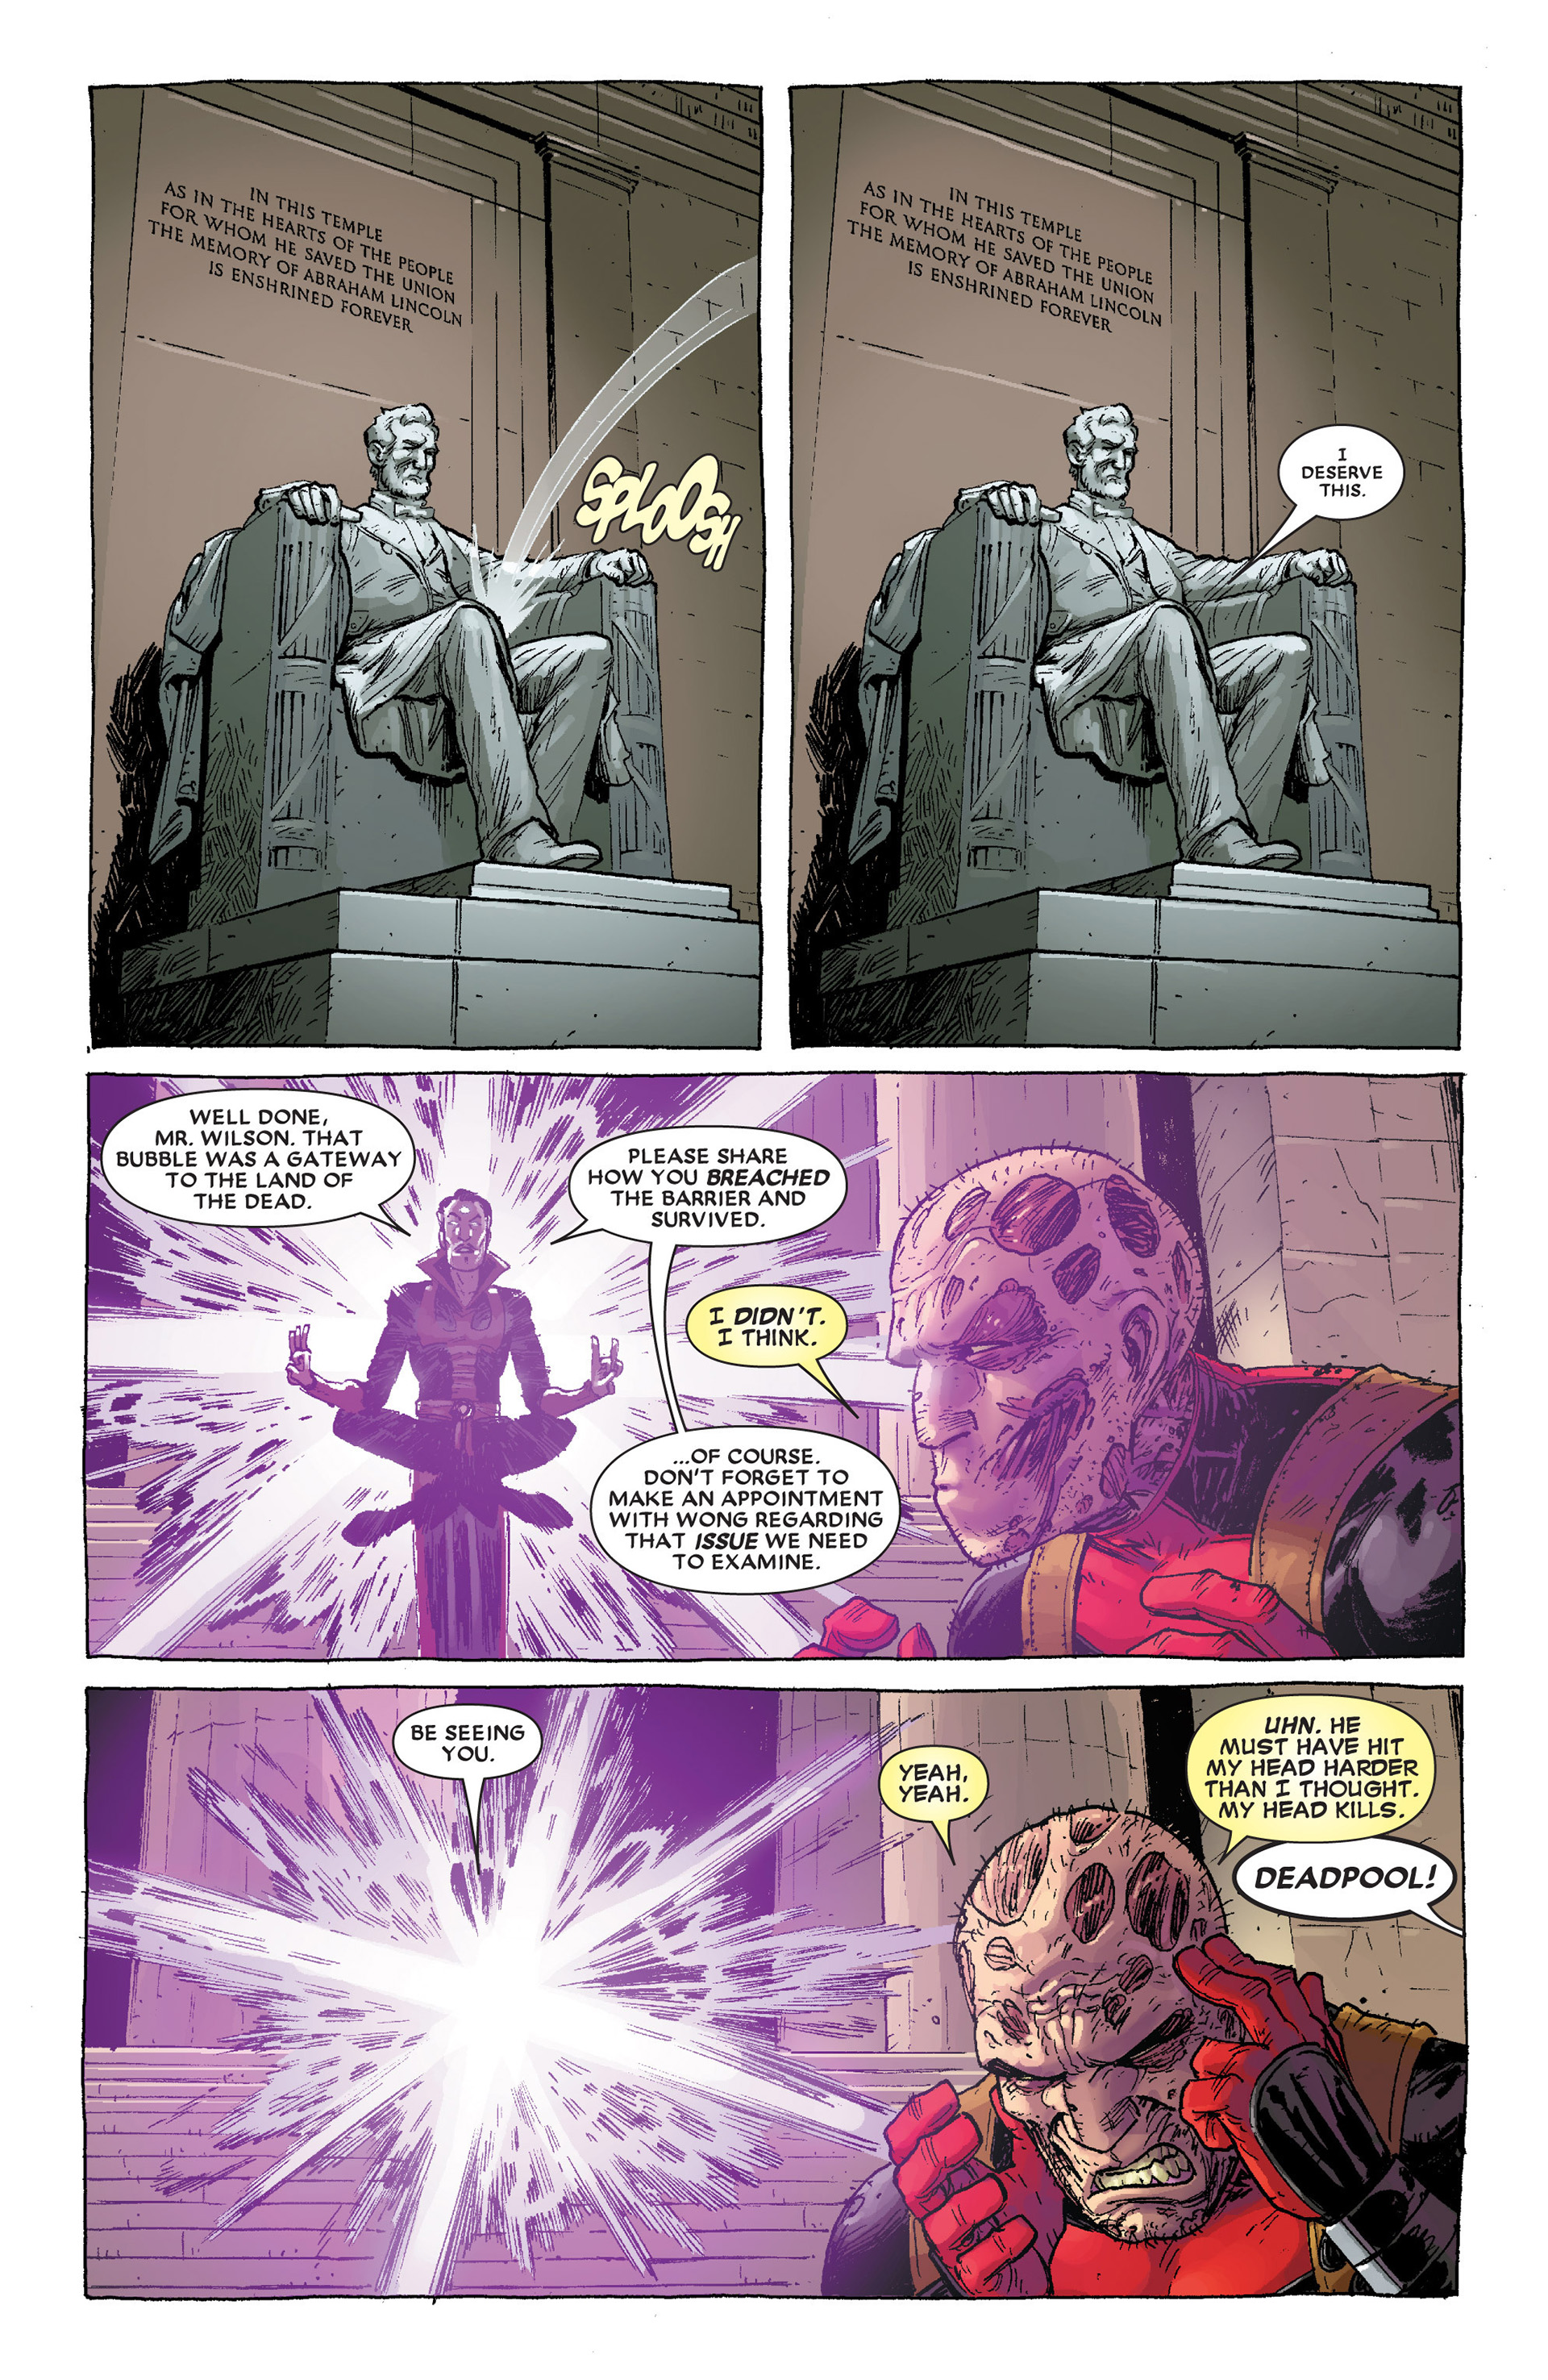 IN THIS TEMPLE
AS IN THE HEARTS OF THE PEOPLE
FOR WHOM HE SAVED THE UNION
THE MEMORY OF ABRAHAM LINCOLN
IS ENSHRINED FOREVER
SPLOOSH
IN THIS TEMPLE
AS IN THE HEARTS OF THE PEOPLE
FOR WHOM HE SAVED THE UNION
THE MEMORY OF ABRAHAM LINCOLN
IS ENSHRINED FOREVER
I
DESERVE
THIS.
WELL DONE,
MR. WILSON. THAT
BUBBLE WAS A GATEWAY
TO THE LAND OF
THE DEAD.
PLEASE SHARE
HOW YOU BREACHED
THE BARRIER AND
SURVIVED.
I DIDN'T.
I THINK.
...OF COURSE.
DON'T FORGET TO
MAKE AN APPOINTMENT
WITH WONG REGARDING
THAT ISSUE WE NEED
TO EXAMINE.
BE SEEING
YOU.
YEAH,
YEAH.
UHN. HE
MUST HAVE HIT
MY HEAD HARDER
THAN I THOUGHT.
MY HEAD KILLS.
DEADPOOL!